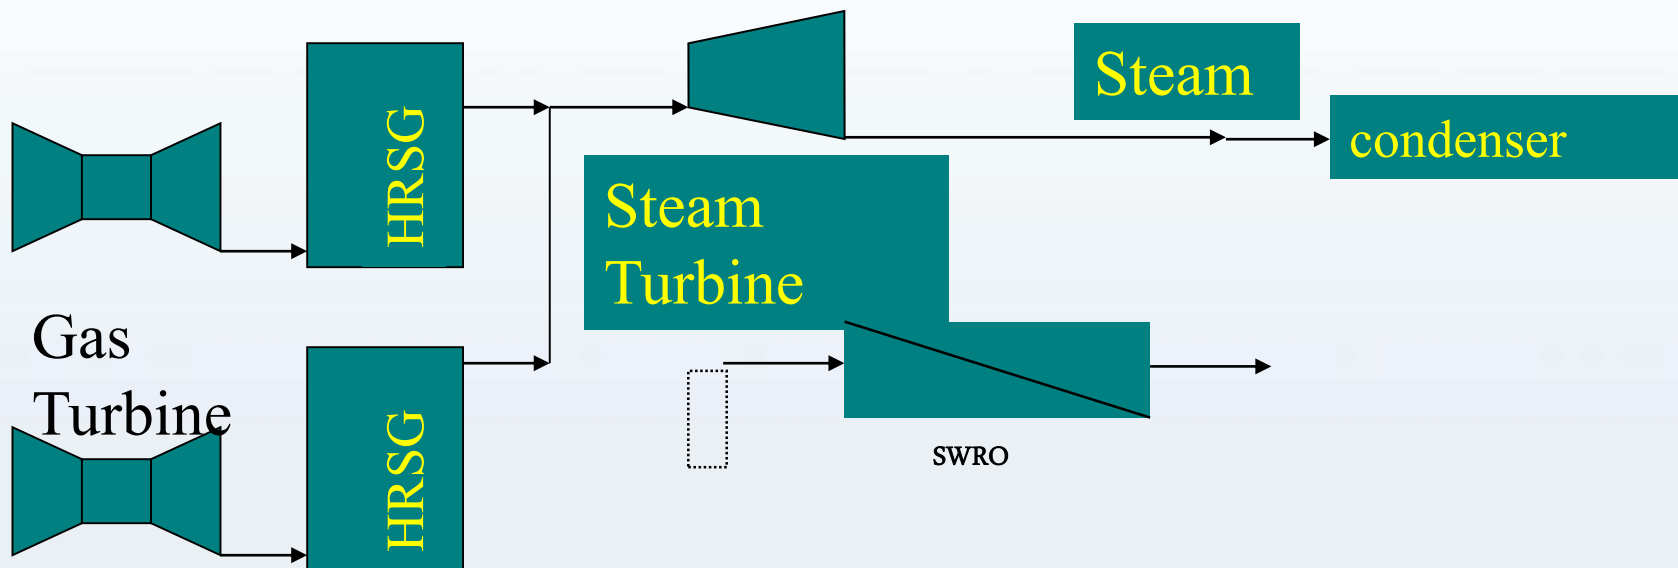 Steam
HRSG
condenser
Steam
Turbine
Gas
Turbine
HRSG
SWRO